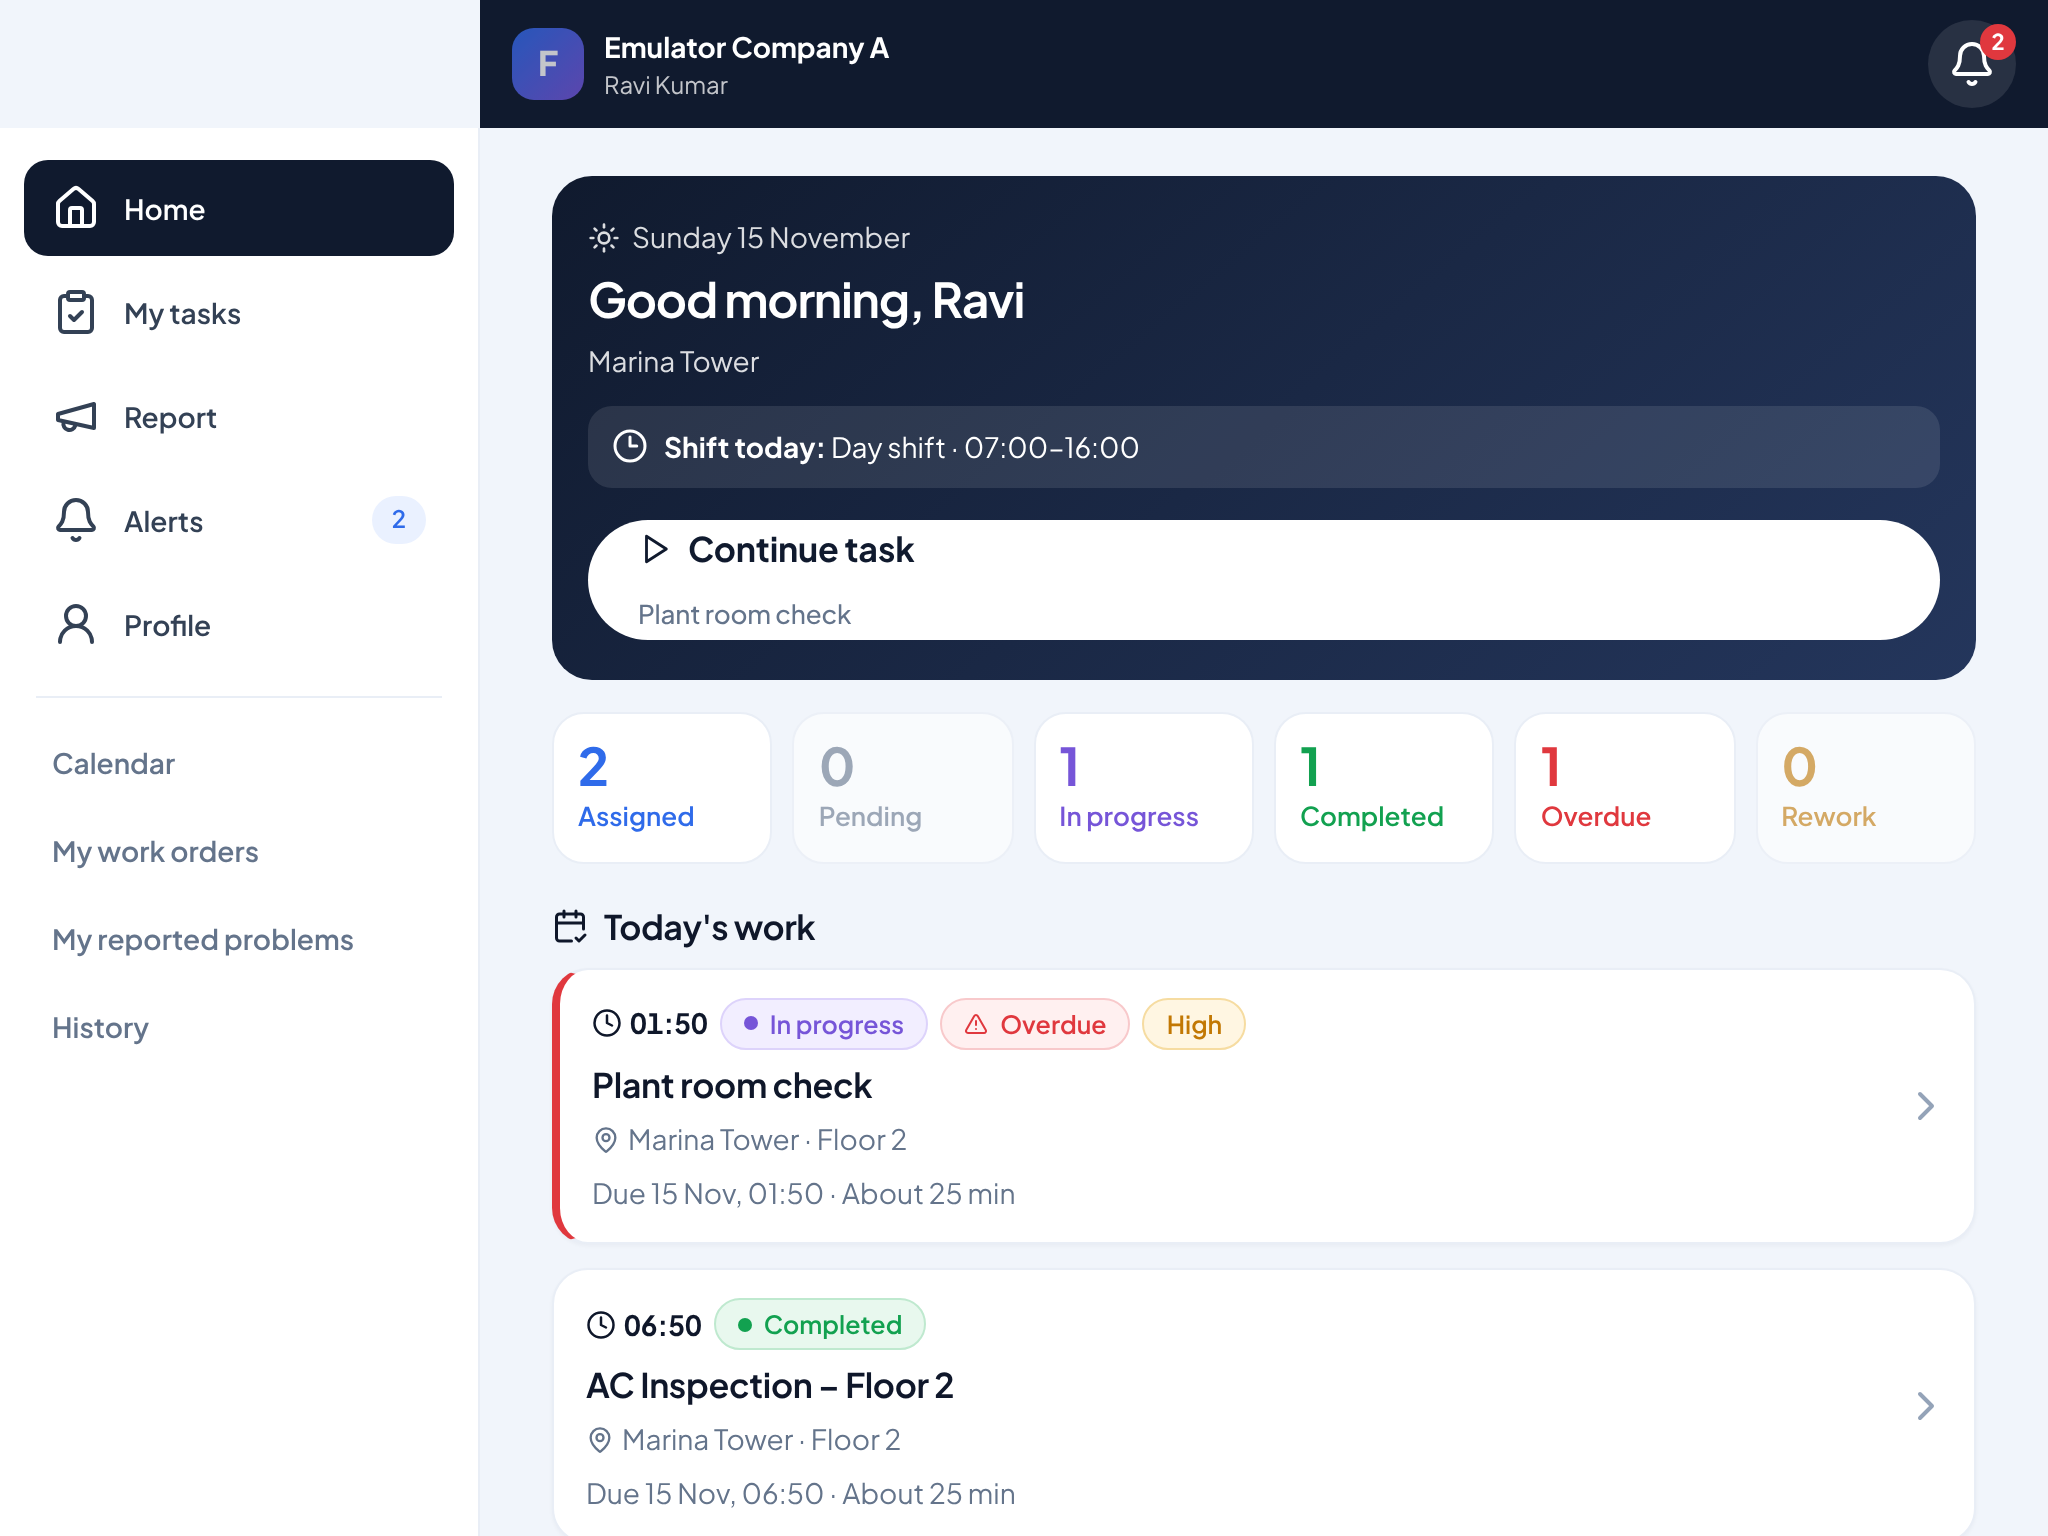 F
Emulator Company A
Ravi Kumar
2
Home
My tasks
Report
Alerts
2
Profile
Calendar
My work orders
My reported problems
History
Sunday 15 November
Good morning, Ravi
Marina Tower
Shift today: Day shift · 07:00–16:00
Continue task
Plant room check
2
Assigned
0
Pending
1
In progress
1
Completed
1
Overdue
0
Rework
Today's work
01:50 In progress Overdue High
Plant room check
Marina Tower · Floor 2
Due 15 Nov, 01:50 · About 25 min
06:50 Completed
AC Inspection – Floor 2
Marina Tower · Floor 2
Due 15 Nov, 06:50 · About 25 min